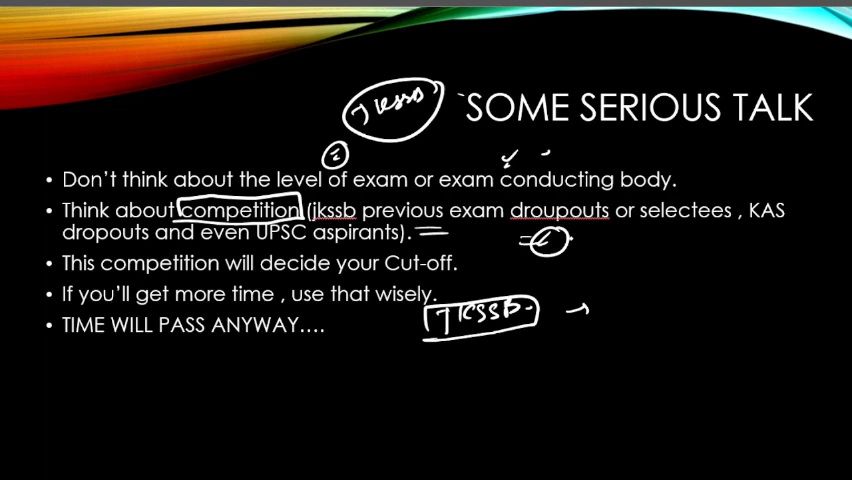 JKSSB
SOME SERIOUS TALK
• Don't think about the level of exam or exam conducting body.
• Think about competition (jkssb previous exam droupouts or selectees , KAS
dropouts and even UPSC aspirants).
• This competition will decide your Cut-off.
• If you'll get more time , use that wisely.
JKSSB
• TIME WILL PASS ANYWAY....